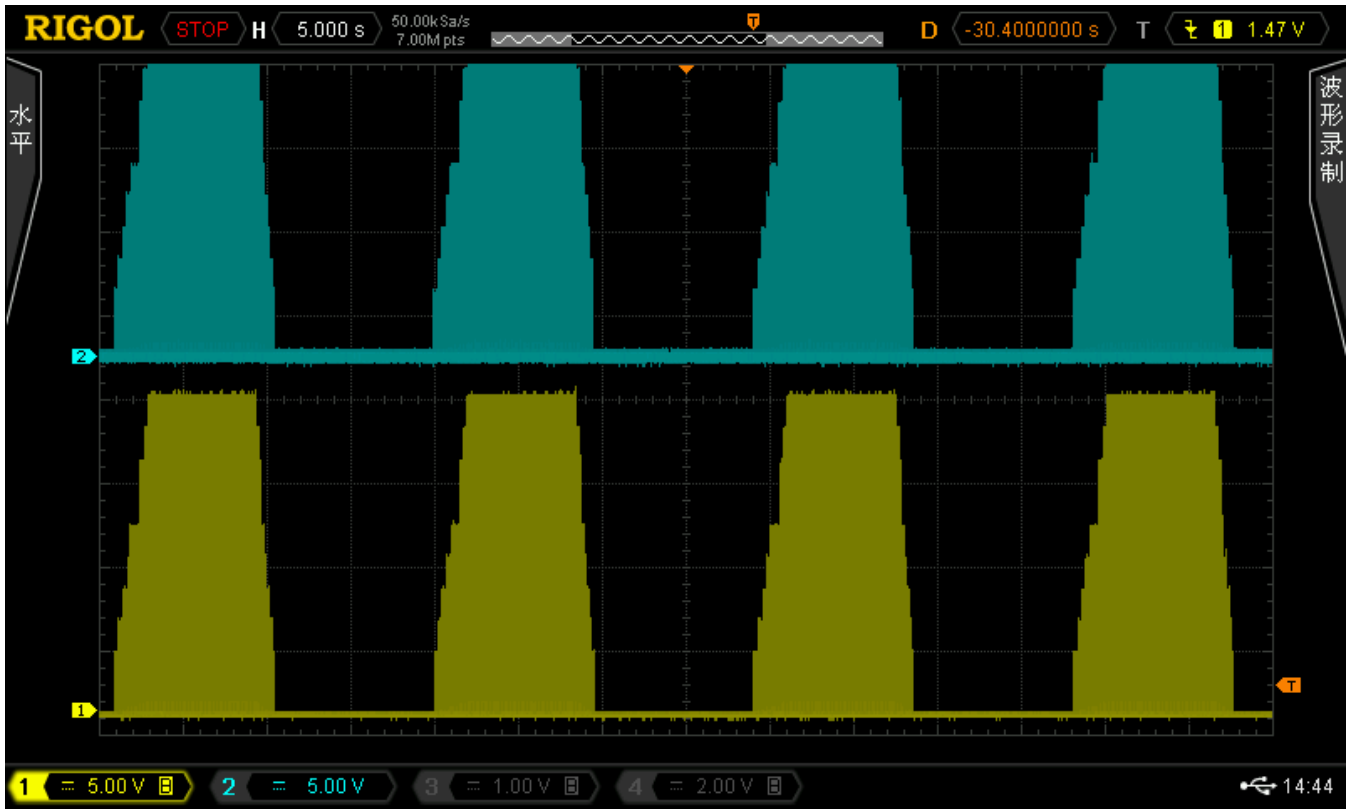 RIGOL STOP H 5.000 s 50.00kSa/s 7.00M pts T D -30.4000000 s T 1 1.47 V
水平
波形录制
2
1
T
1 5.00 V B 2 5.00 V 3 1.00 V B 4 2.00 V B 14:44